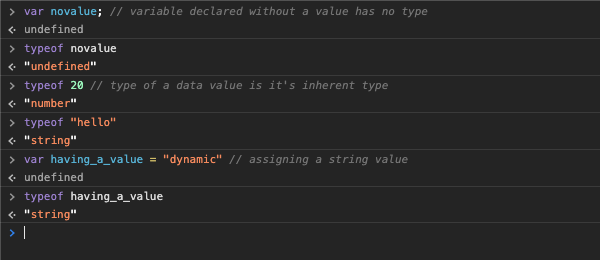 var novalue; // variable declared without a value has no type
undefined
typeof novalue
"undefined"
typeof 20 // type of a data value is it's inherent type
"number"
typeof "hello"
"string"
var having_a_value = "dynamic" // assigning a string value
undefined
typeof having_a_value
"string"